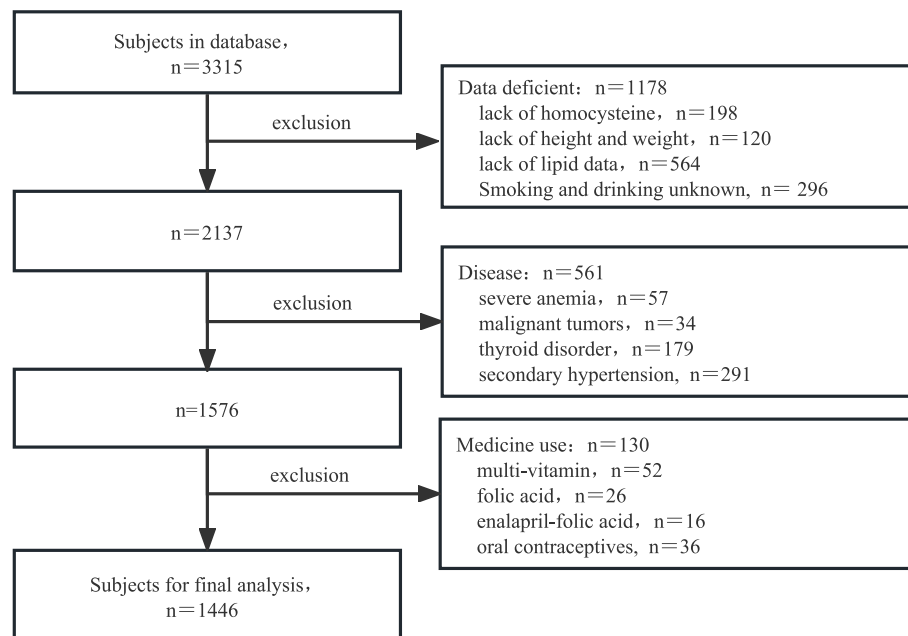 Subjects in database，
n＝3315
exclusion
Data deficient：n＝1178
lack of homocysteine，n＝198
lack of height and weight，n＝120
lack of lipid data，n＝564
Smoking and drinking unknown, n＝ 296
n＝2137
exclusion
Disease：n＝561
severe anemia，n＝57
malignant tumors，n＝34
thyroid disorder，n＝179
secondary hypertension, n＝291
n=1576
exclusion
Medicine use：n＝130
multi-vitamin，n＝52
folic acid，n＝26
enalapril-folic acid，n＝16
oral contraceptives，n＝36
Subjects for final analysis，
n＝1446